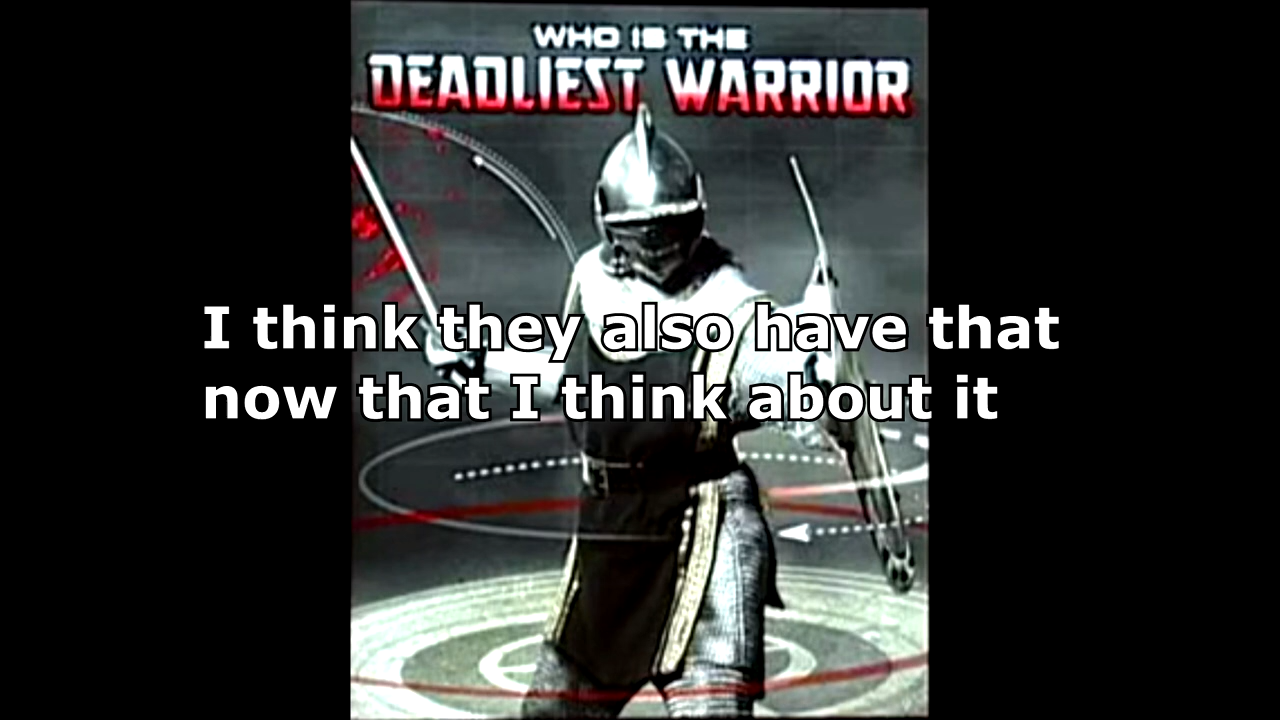 WHO IS THE
DEADLIEST WARRIOR
I think they also have that
now that I think about it